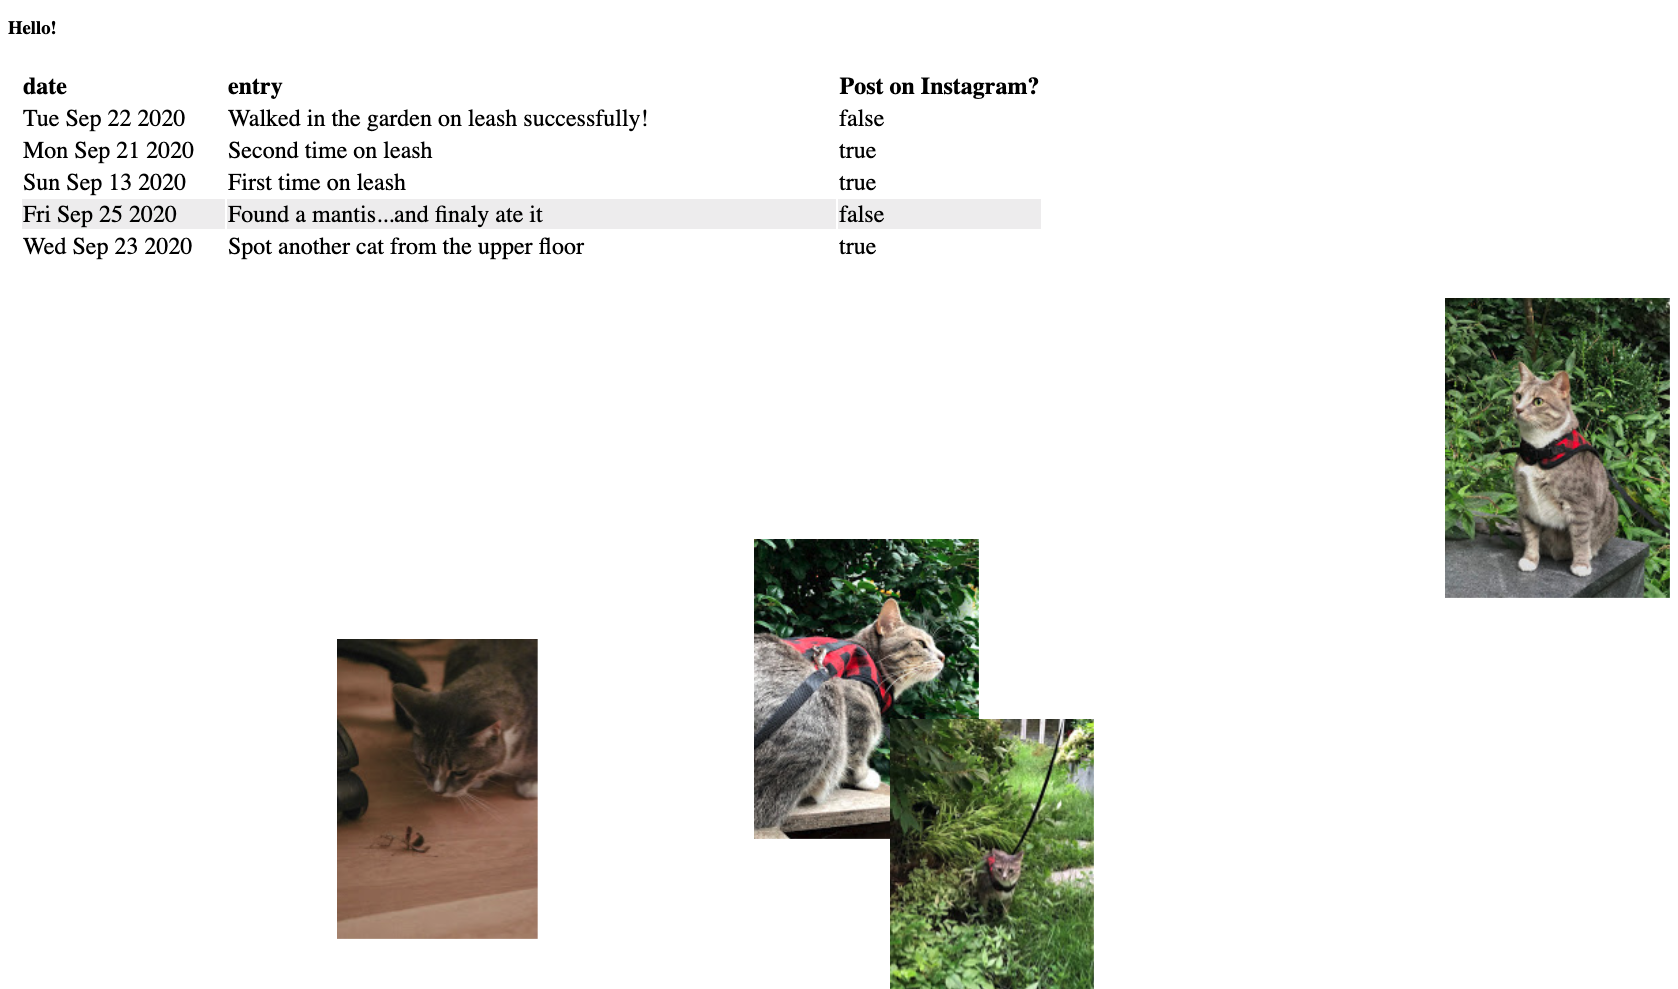 Hello!
date entry Post on Instagram?
Tue Sep 22 2020 Walked in the garden on leash successfully! false
Mon Sep 21 2020 Second time on leash true
Sun Sep 13 2020 First time on leash true
Fri Sep 25 2020 Found a mantis...and finaly ate it false
Wed Sep 23 2020 Spot another cat from the upper floor true